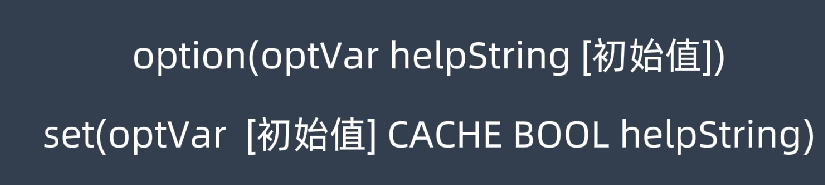 option(optVar helpString [初始值])
set(optVar [初始值] CACHE BOOL helpString)